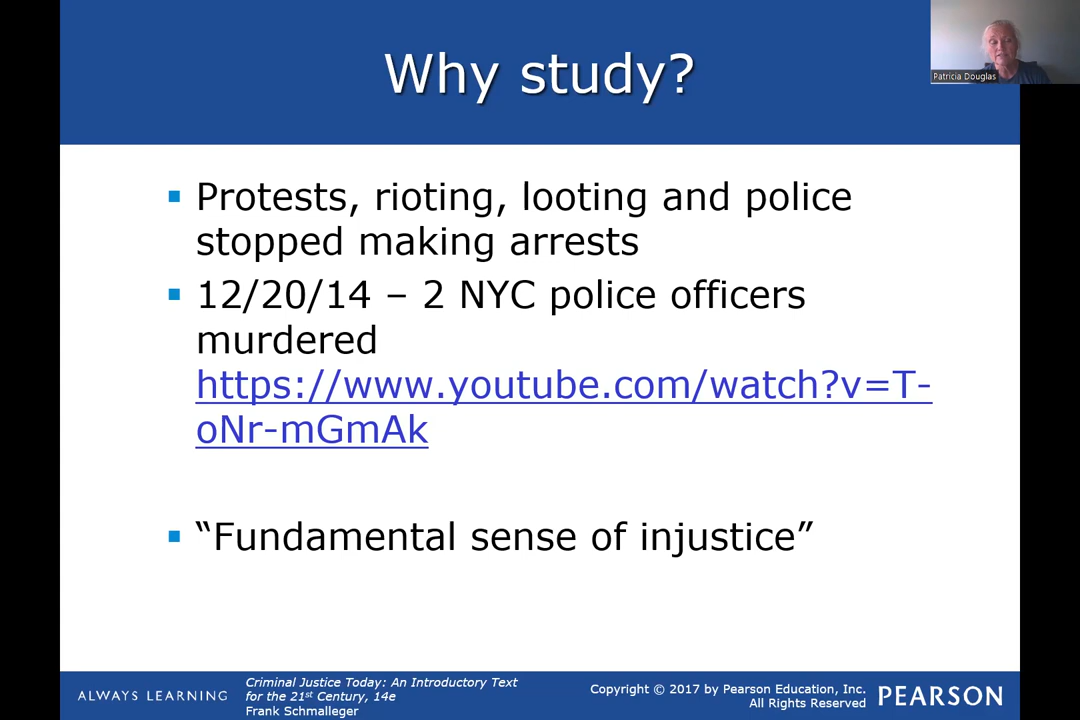 Why study?
Patricia Douglas
Protests, rioting, looting and police
stopped making arrests
12/20/14 – 2 NYC police officers
murdered
https://www.youtube.com/watch?v=T-
oNr-mGmAk
“Fundamental sense of injustice”
ALWAYS LEARNING
Criminal Justice Today: An Introductory Text
for the 21st Century, 14e
Frank Schmalleger
Copyright © 2017 by Pearson Education, Inc.
All Rights Reserved
PEARSON